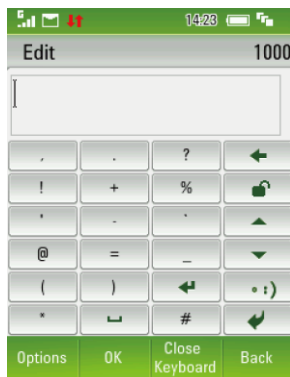 14:23
Edit 1000
, . ?
! + %
' - `
@ = _
( ) • :)
* #
Options OK Close Keyboard Back